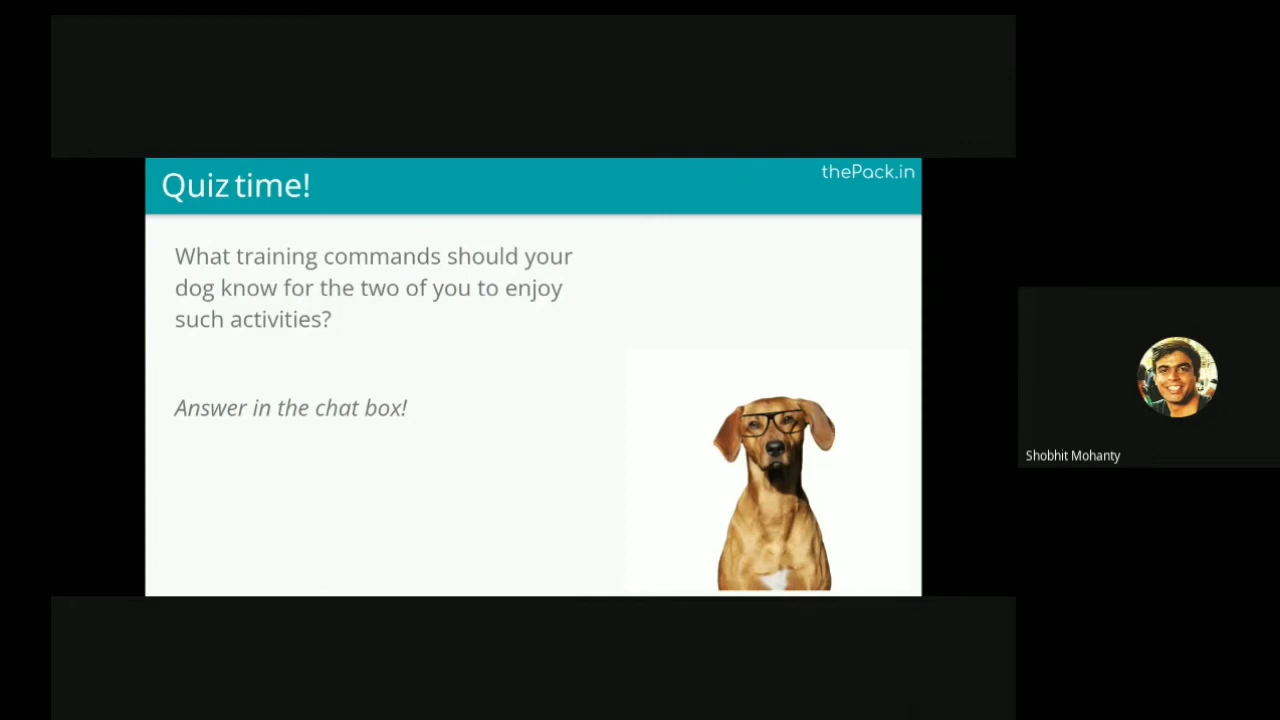 Quiz time!
thePack.in
What training commands should your
dog know for the two of you to enjoy
such activities?
Answer in the chat box!
Shobhit Mohanty